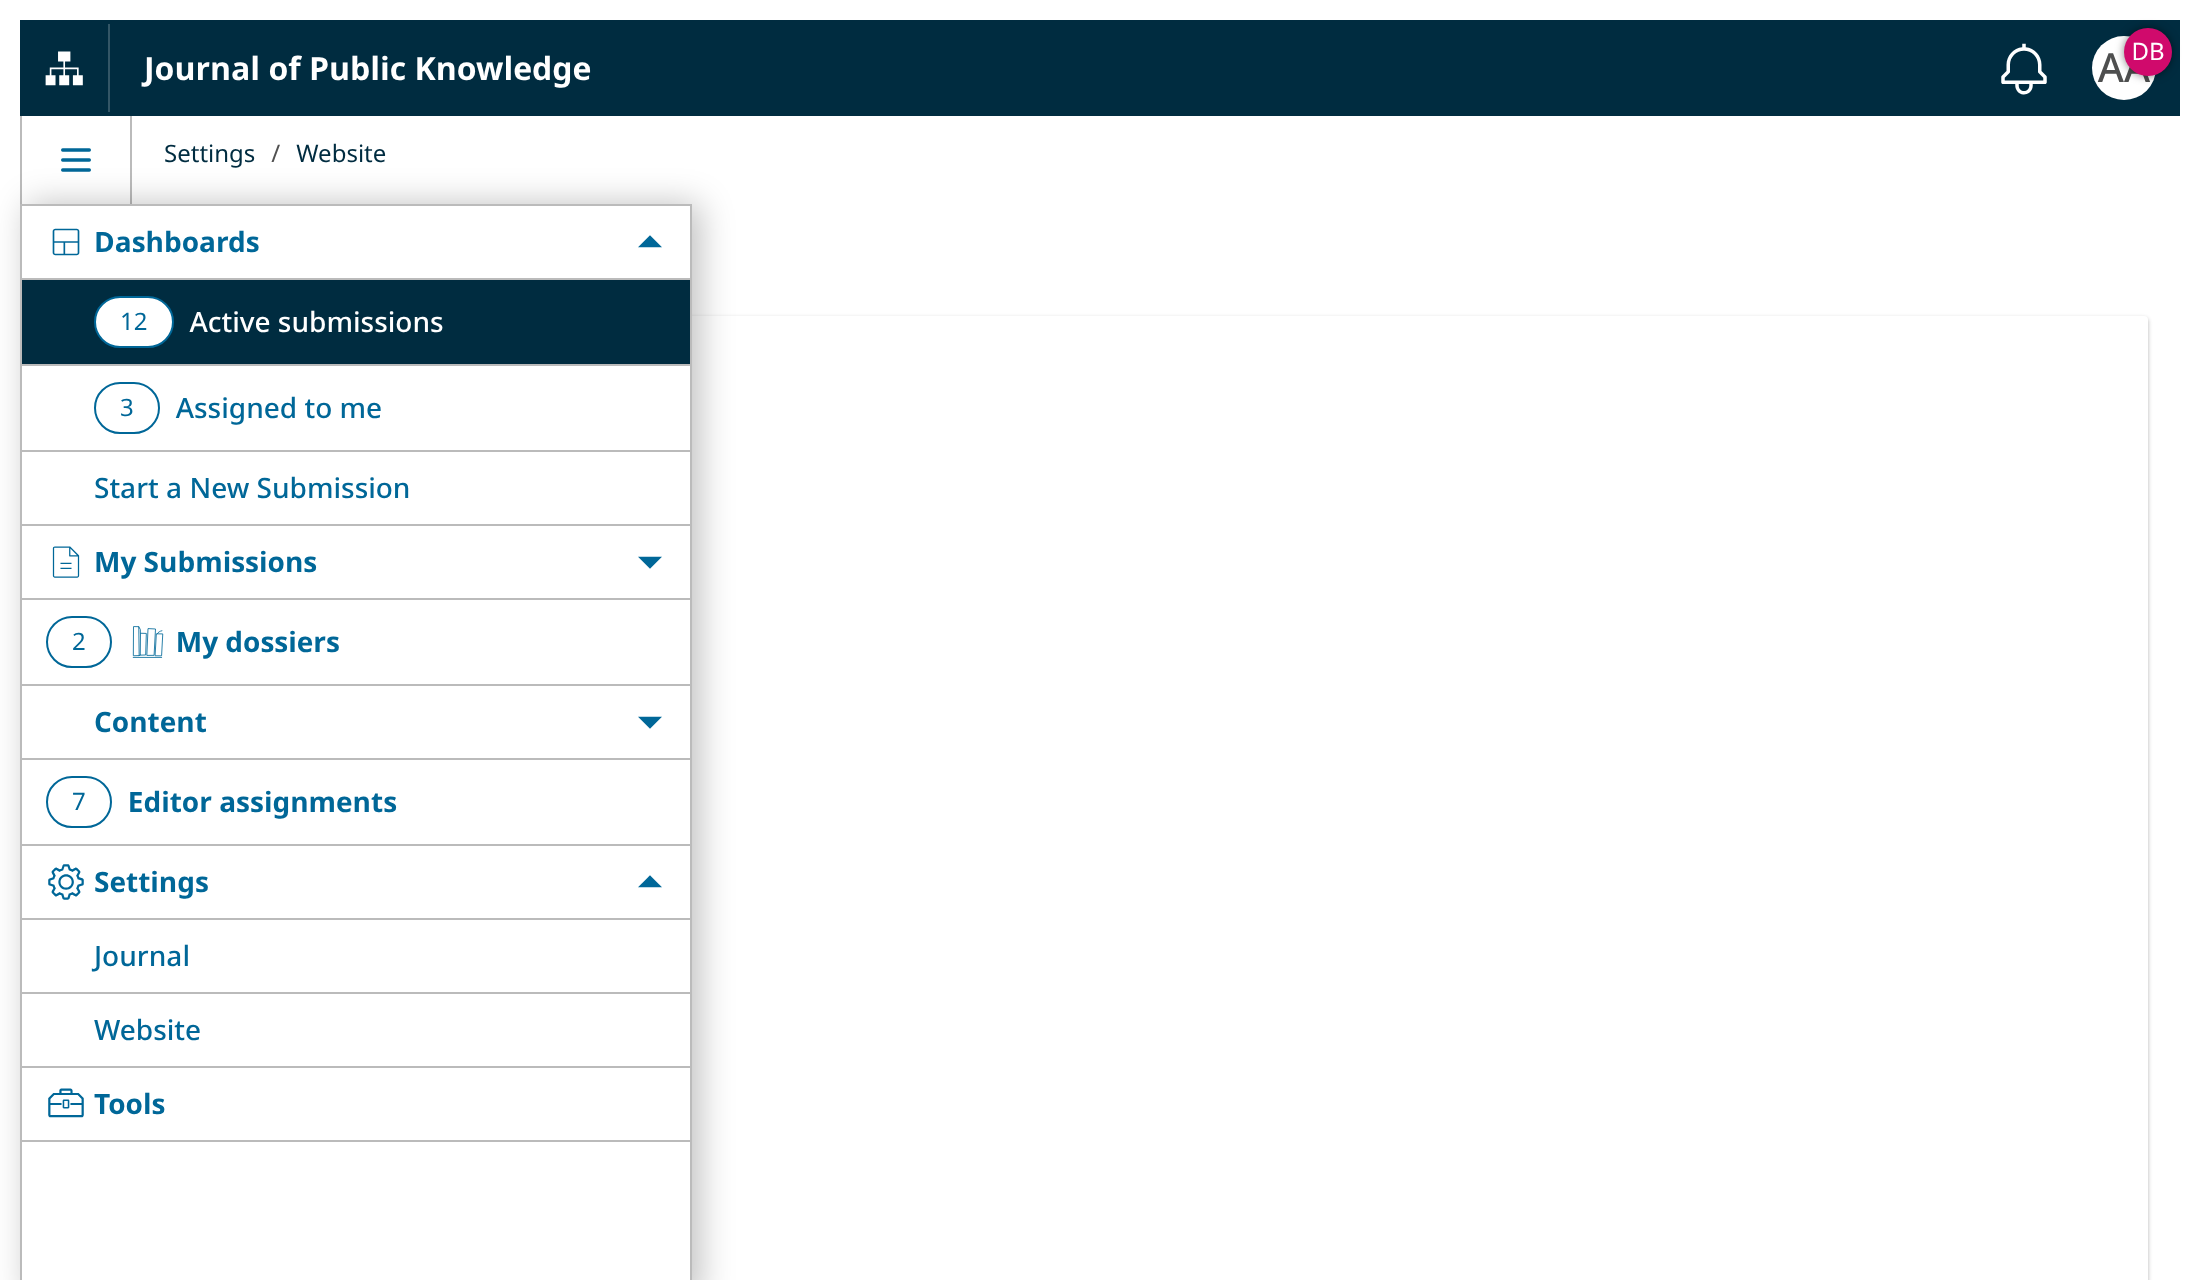 Journal of Public Knowledge
AA
DB
Settings / Website
Dashboards
12 Active submissions
3 Assigned to me
Start a New Submission
My Submissions
2 My dossiers
Content
7 Editor assignments
Settings
Journal
Website
Tools